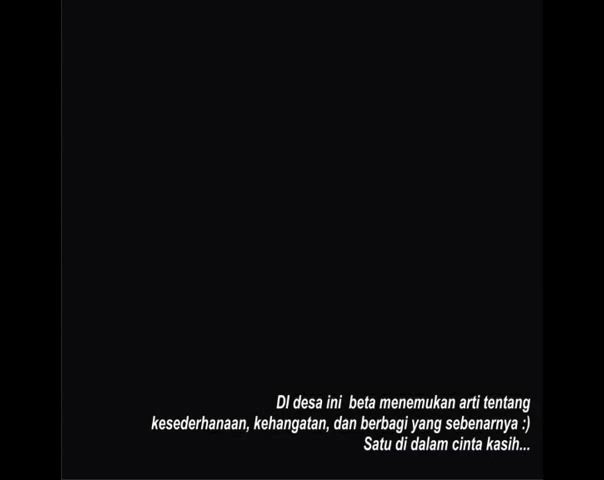 DI desa ini  beta menemukan arti tentang
kesederhanaan, kehangatan, dan berbagi yang sebenarnya :)
Satu di dalam cinta kasih...